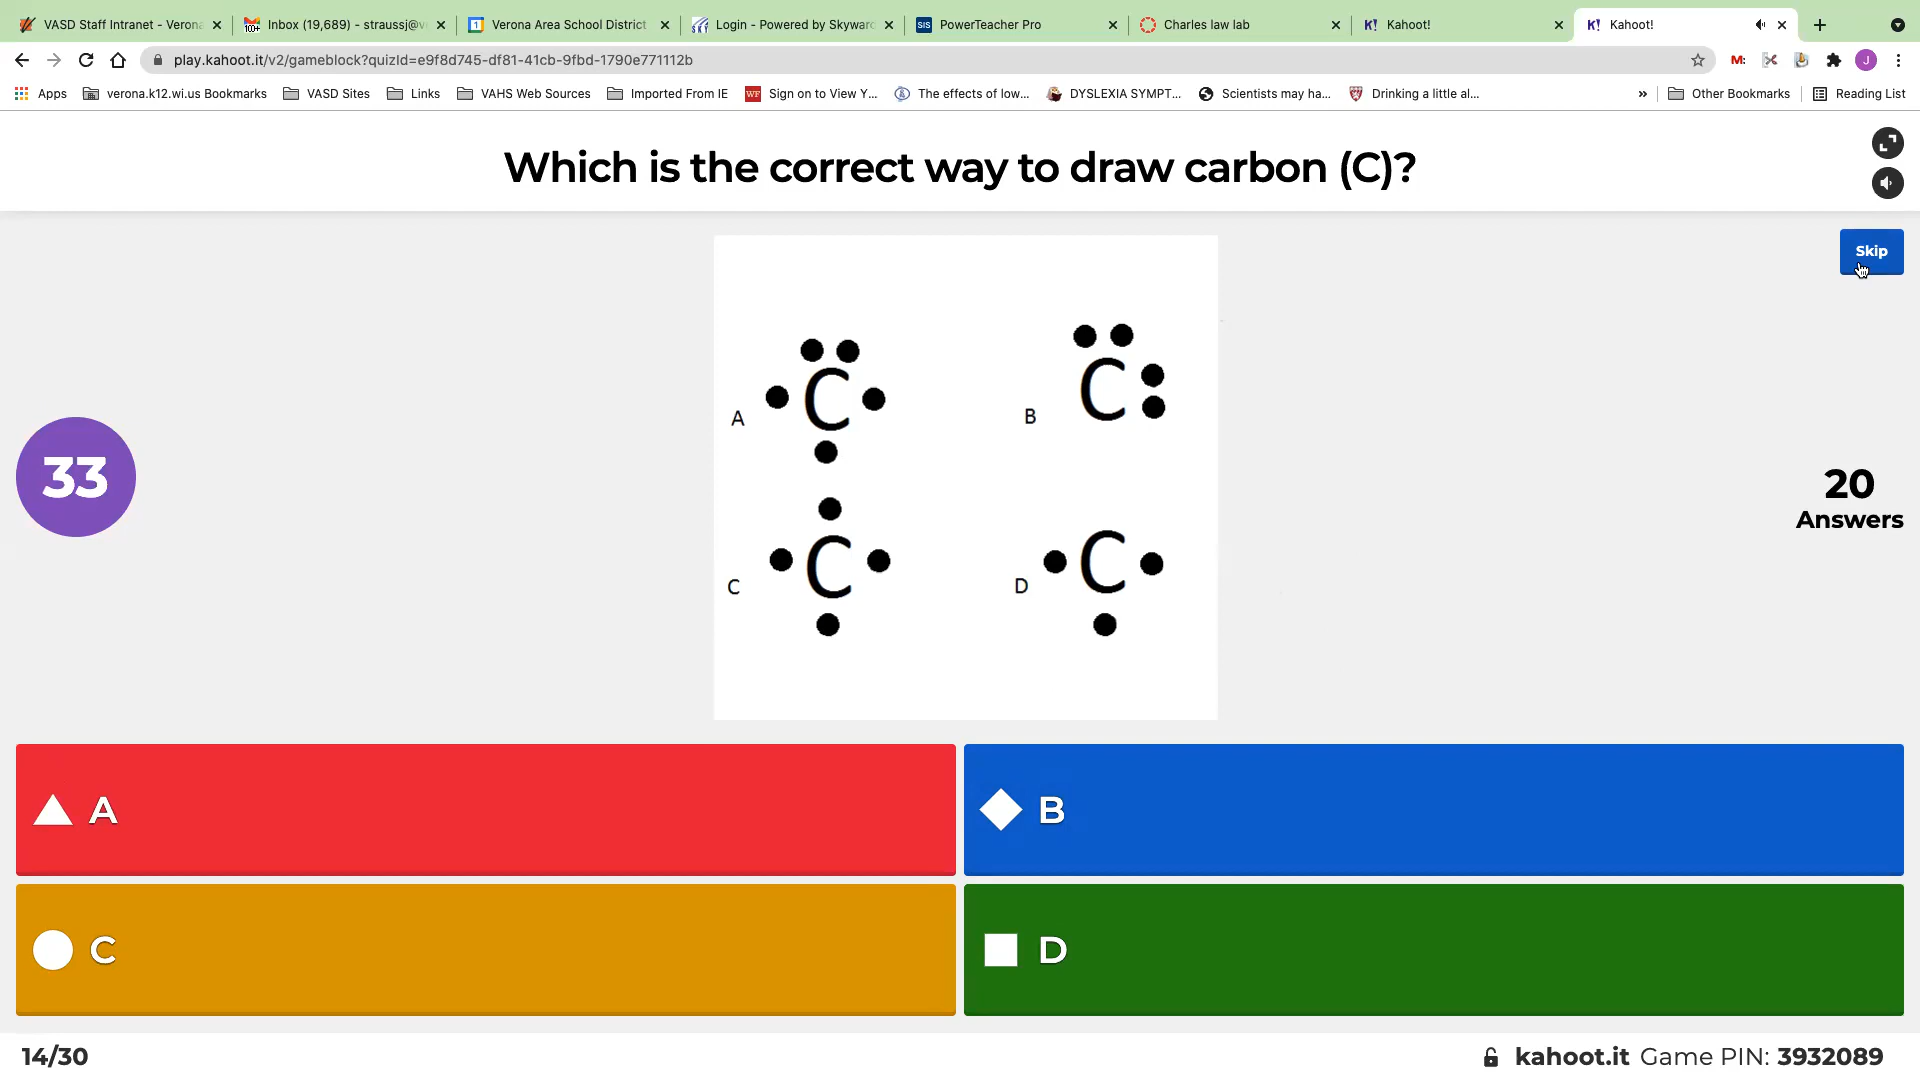 VASD Staff Intranet - Verona
Inbox (19,689) - straussj@v
Verona Area School District
Login - Powered by Skyward
PowerTeacher Pro
Charles law lab
Kahoot!
Kahoot!
play.kahoot.it/v2/gameblock?quizId=e9f8d745-df81-41cb-9fbd-1790e771112b
Apps
verona.k12.wi.us Bookmarks
VASD Sites
Links
VAHS Web Sources
Imported From IE
Sign on to View Y...
The effects of low...
DYSLEXIA SYMPT...
Scientists may ha...
Drinking a little al...
»
Other Bookmarks
Reading List
Which is the correct way to draw carbon (C)?
Skip
A C
B C
C C
D C
33
20
Answers
A
B
C
D
14/30
kahoot.it Game PIN: 3932089